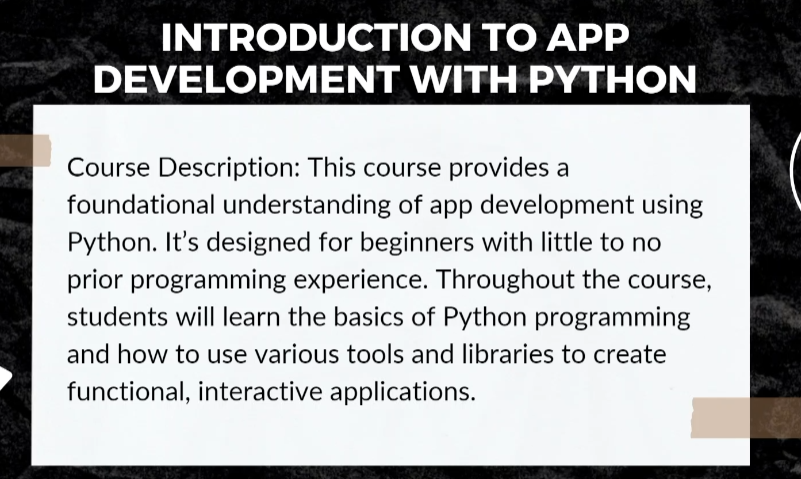 INTRODUCTION TO APP
DEVELOPMENT WITH PYTHON
Course Description: This course provides a
foundational understanding of app development using
Python. It’s designed for beginners with little to no
prior programming experience. Throughout the course,
students will learn the basics of Python programming
and how to use various tools and libraries to create
functional, interactive applications.